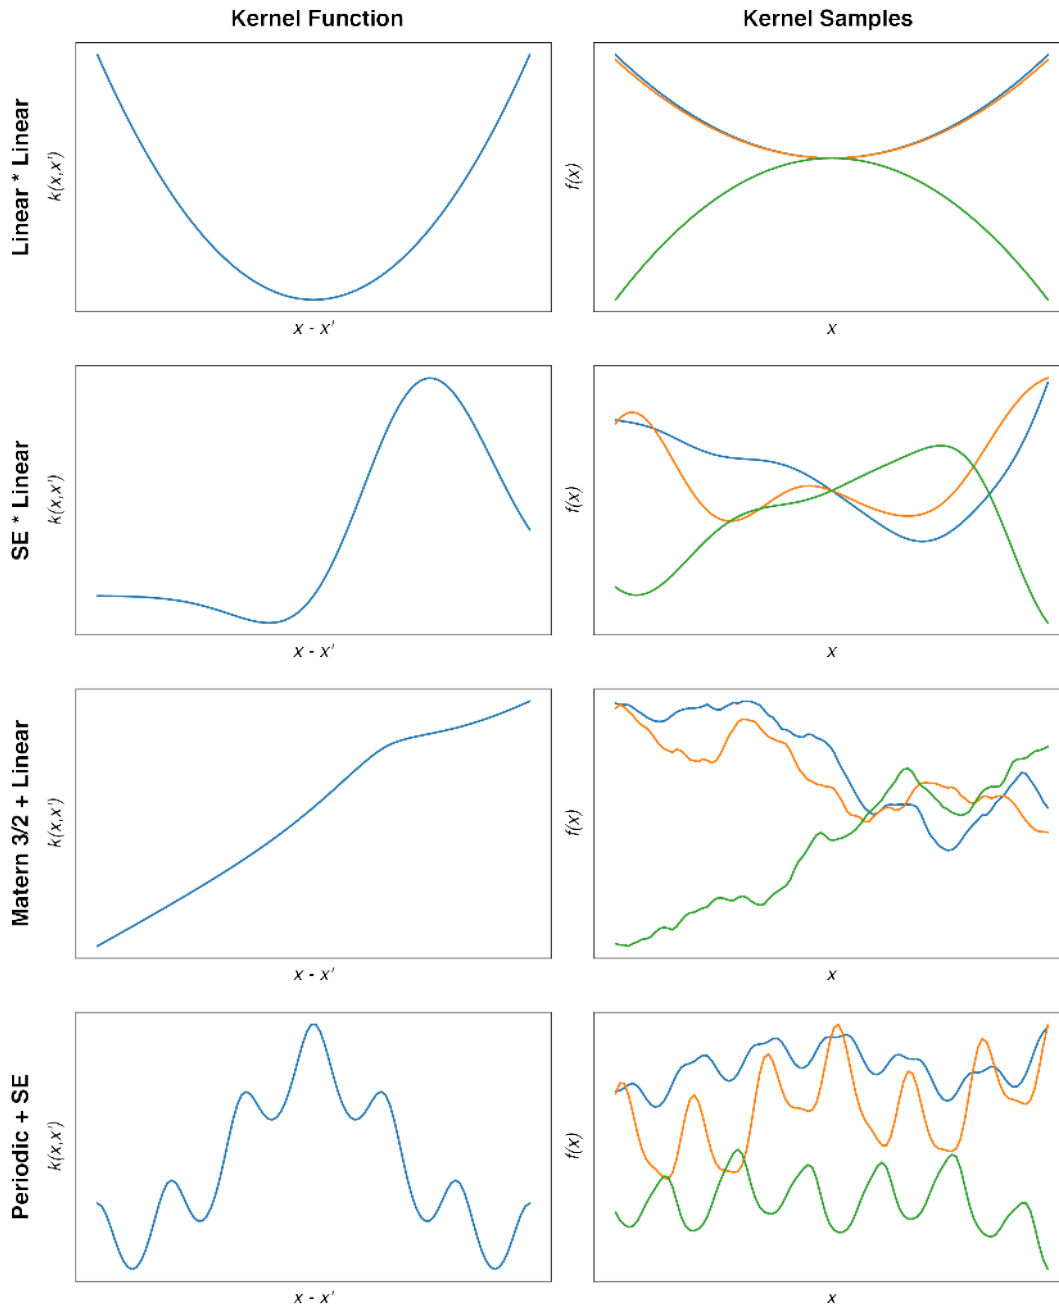 Kernel Function
Kernel Samples
Linear * Linear
k(x,x')
x - x'
f(x)
x
SE * Linear
k(x,x')
x - x'
f(x)
x
Matern 3/2 + Linear
k(x,x')
x - x'
f(x)
x
Periodic + SE
k(x,x')
x - x'
f(x)
x